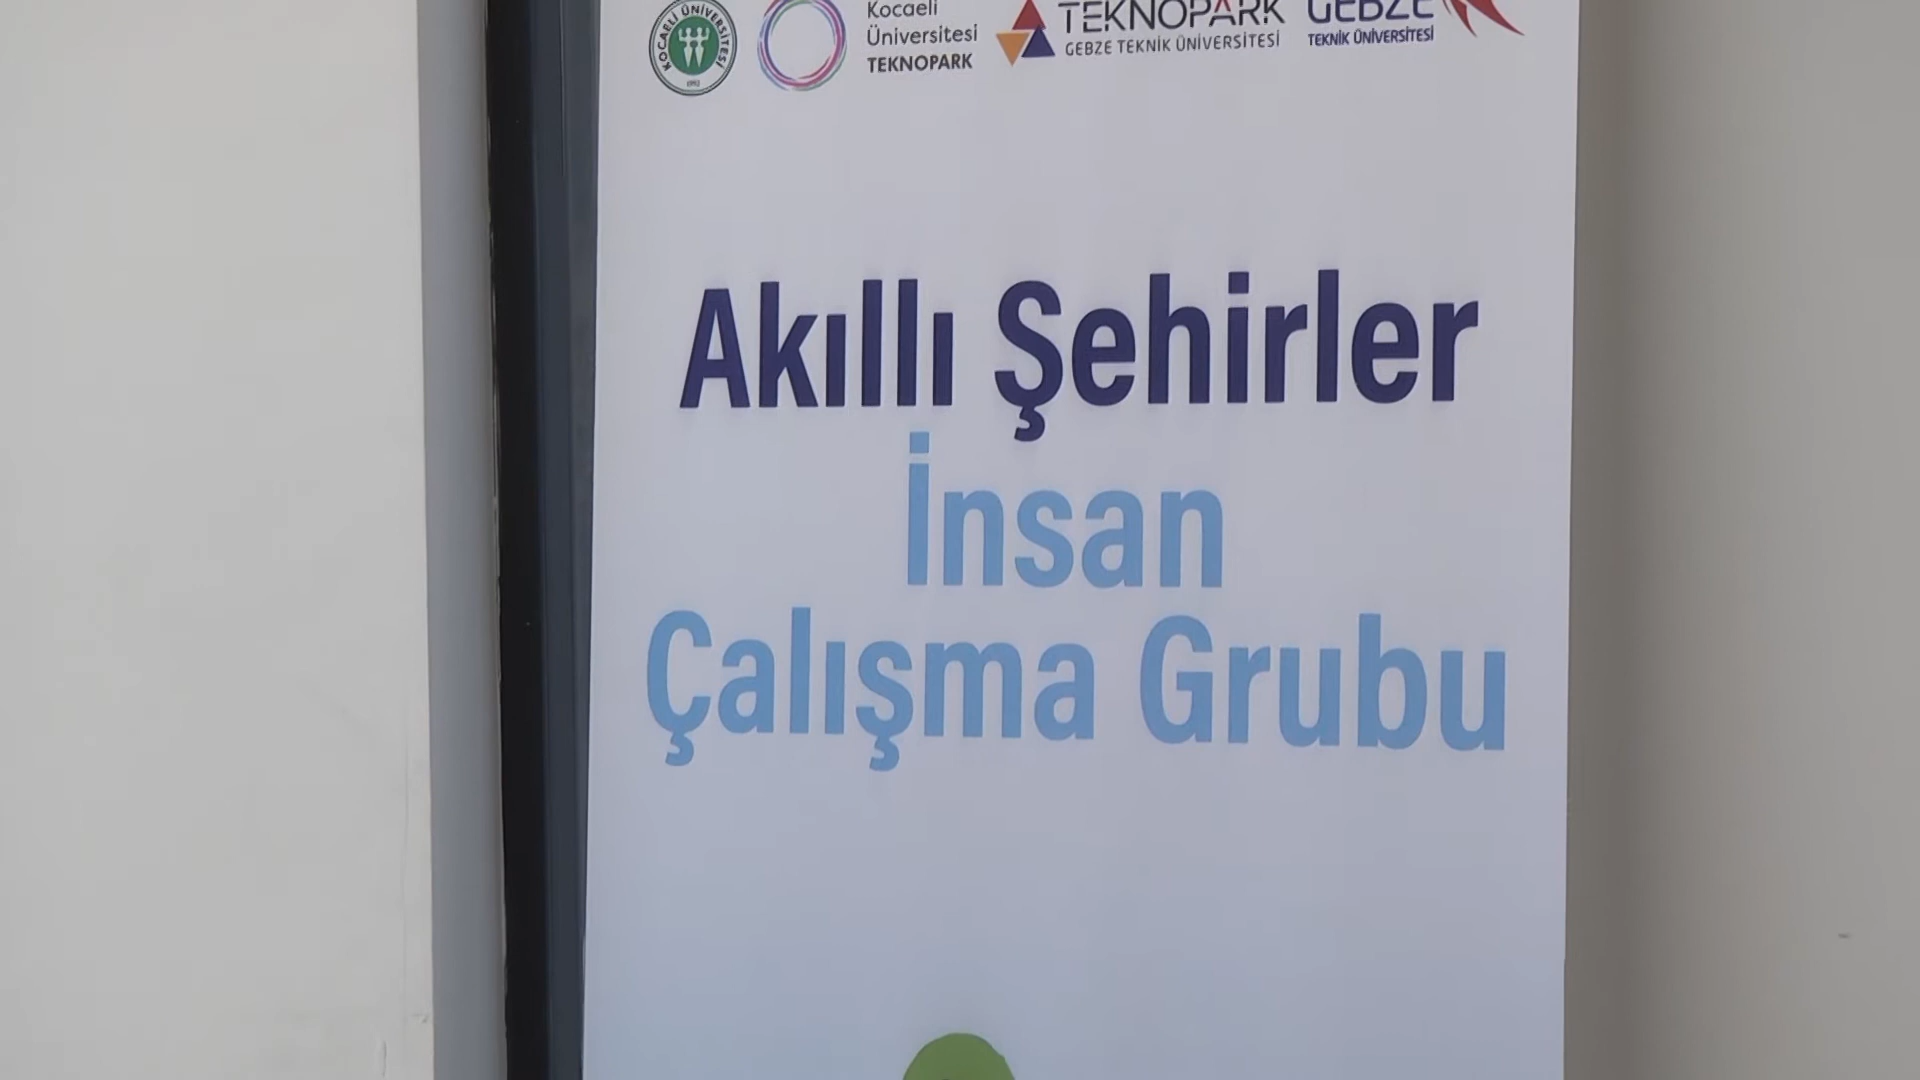 KOCAELİ ÜNİVERSİTESİ
1992
Kocaeli
Üniversitesi
TEKNOPARK
TEKNOPARK
GEBZE TEKNİK ÜNİVERSİTESİ
GEBZE
TEKNİK ÜNİVERSİTESİ
Akıllı Şehirler
İnsan
Çalışma Grubu